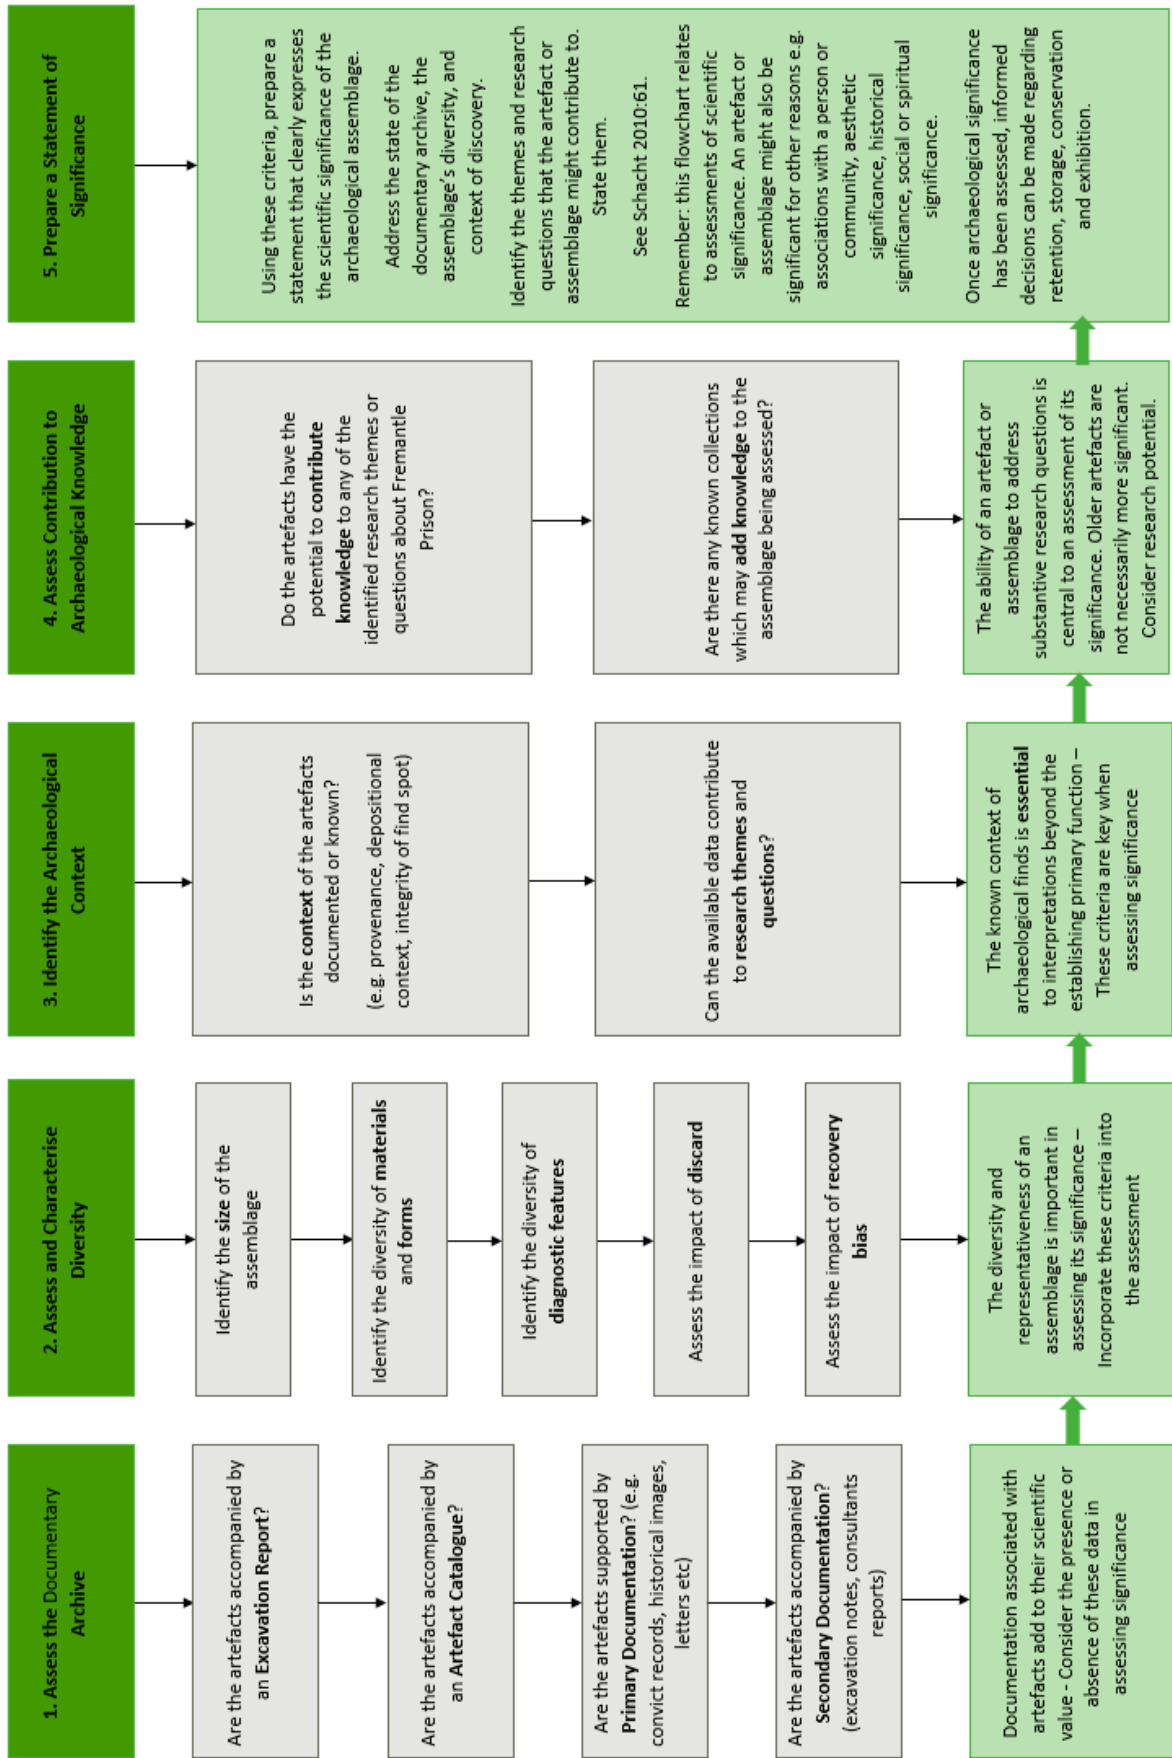 1. Assess the Documentary
Archive
Are the artefacts accompanied by
an Excavation Report?
Are the artefacts accompanied by
an Artefact Catalogue?
Are the artefacts supported by
Primary Documentation? (e.g.
convict records, historical images,
letters etc)
Are the artefacts accompanied by
Secondary Documentation?
(excavation notes, consultants
reports)
Documentation associated with
artefacts add to their scientific
value - Consider the presence or
absence of these data in
assessing significance
2. Assess and Characterise
Diversity
Identify the size of the
assemblage
Identify the diversity of materials
and forms
Identify the diversity of
diagnostic features
Assess the impact of discard
Assess the impact of recovery
bias
The diversity and
representativeness of an
assemblage is important in
assessing its significance –
Incorporate these criteria into
the assessment
3. Identify the Archaeological
Context
Is the context of the artefacts
documented or known?
(e.g. provenance, depositional
context, integrity of find spot)
Can the available data contribute
to research themes and
questions?
The known context of
archaeological finds is essential
to interpretations beyond the
establishing primary function –
These criteria are key when
assessing significance
4. Assess Contribution to
Archaeological Knowledge
Do the artefacts have the
potential to contribute
knowledge to any of the
identified research themes or
questions about Fremantle
Prison?
Are there any known collections
which may add knowledge to the
assemblage being assessed?
The ability of an artefact or
assemblage to address
substantive research questions is
central to an assessment of its
significance. Older artefacts are
not necessarily more significant.
Consider research potential.
5. Prepare a Statement of
Significance
Using these criteria, prepare a
statement that clearly expresses
the scientific significance of the
archaeological assemblage.
Address the state of the
documentary archive, the
assemblage's diversity, and
context of discovery.
Identify the themes and research
questions that the artefact or
assemblage might contribute to.
State them.
See Schacht 2010:61.
Remember: this flowchart relates
to assessments of scientific
significance. An artefact or
assemblage might also be
significant for other reasons e.g.
associations with a person or
community, aesthetic
significance, historical
significance, social or spiritual
significance.
Once archaeological significance
has been assessed, informed
decisions can be made regarding
retention, storage, conservation
and exhibition.